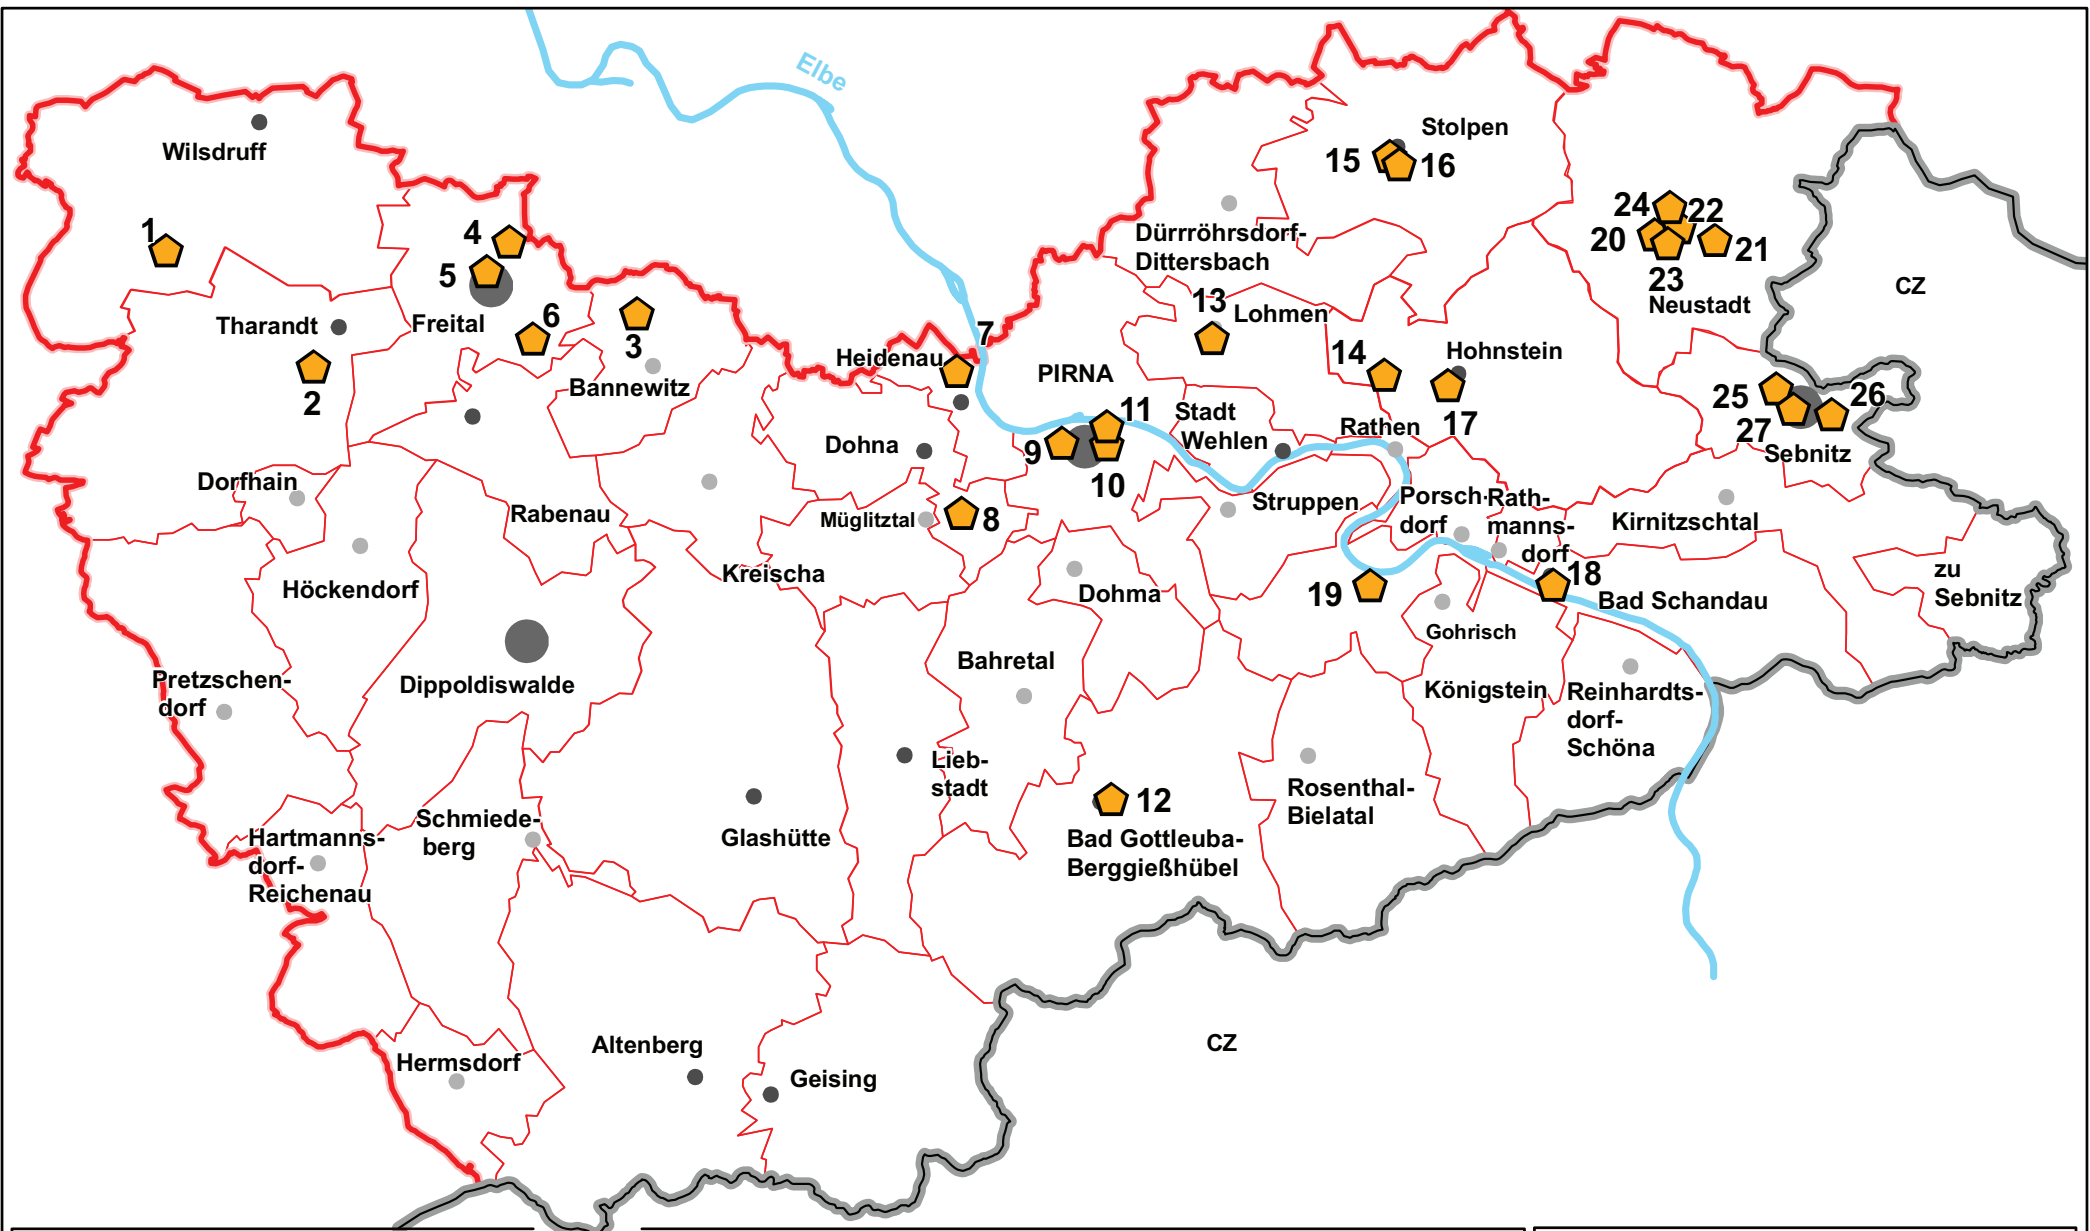 Elbe
Wilsdruff
Stolpen
15
16
1
4
5
24
22
20
21
23
Neustadt
Dürrröhrsdorf-
Dittersbach
CZ
13
Lohmen
Tharandt
Freital
6
3
7
Heidenau
Bannewitz
2
PIRNA
14
Hohnstein
17
25
26
27
Sebnitz
11
9
10
Stadt
Wehlen
Rathen
Dohna
Dorfhain
Rabenau
Müglitztal
8
Struppen
Porsch-
dorf
Rath-
manns-
dorf
Kirnitzschtal
Höckendorf
Kreischa
Dohma
19
18
Bad Schandau
zu
Sebnitz
Gohrisch
Pretzschen-
dorf
Dippoldiswalde
Bahretal
Königstein
Reinhardts-
dorf-
Schöna
Lieb-
stadt
12
Bad Gottleuba-
Berggießhübel
Rosenthal-
Bielatal
Hartmanns-
dorf-
Reichenau
Schmiede-
berg
Glashütte
Hermsdorf
Altenberg
Geising
CZ